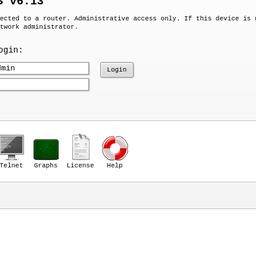 v6.13
ected to a router. Administrative access only. If this device is
twork administrator.
ogin:
dmin
Login
Telnet
Graphs
License
Help